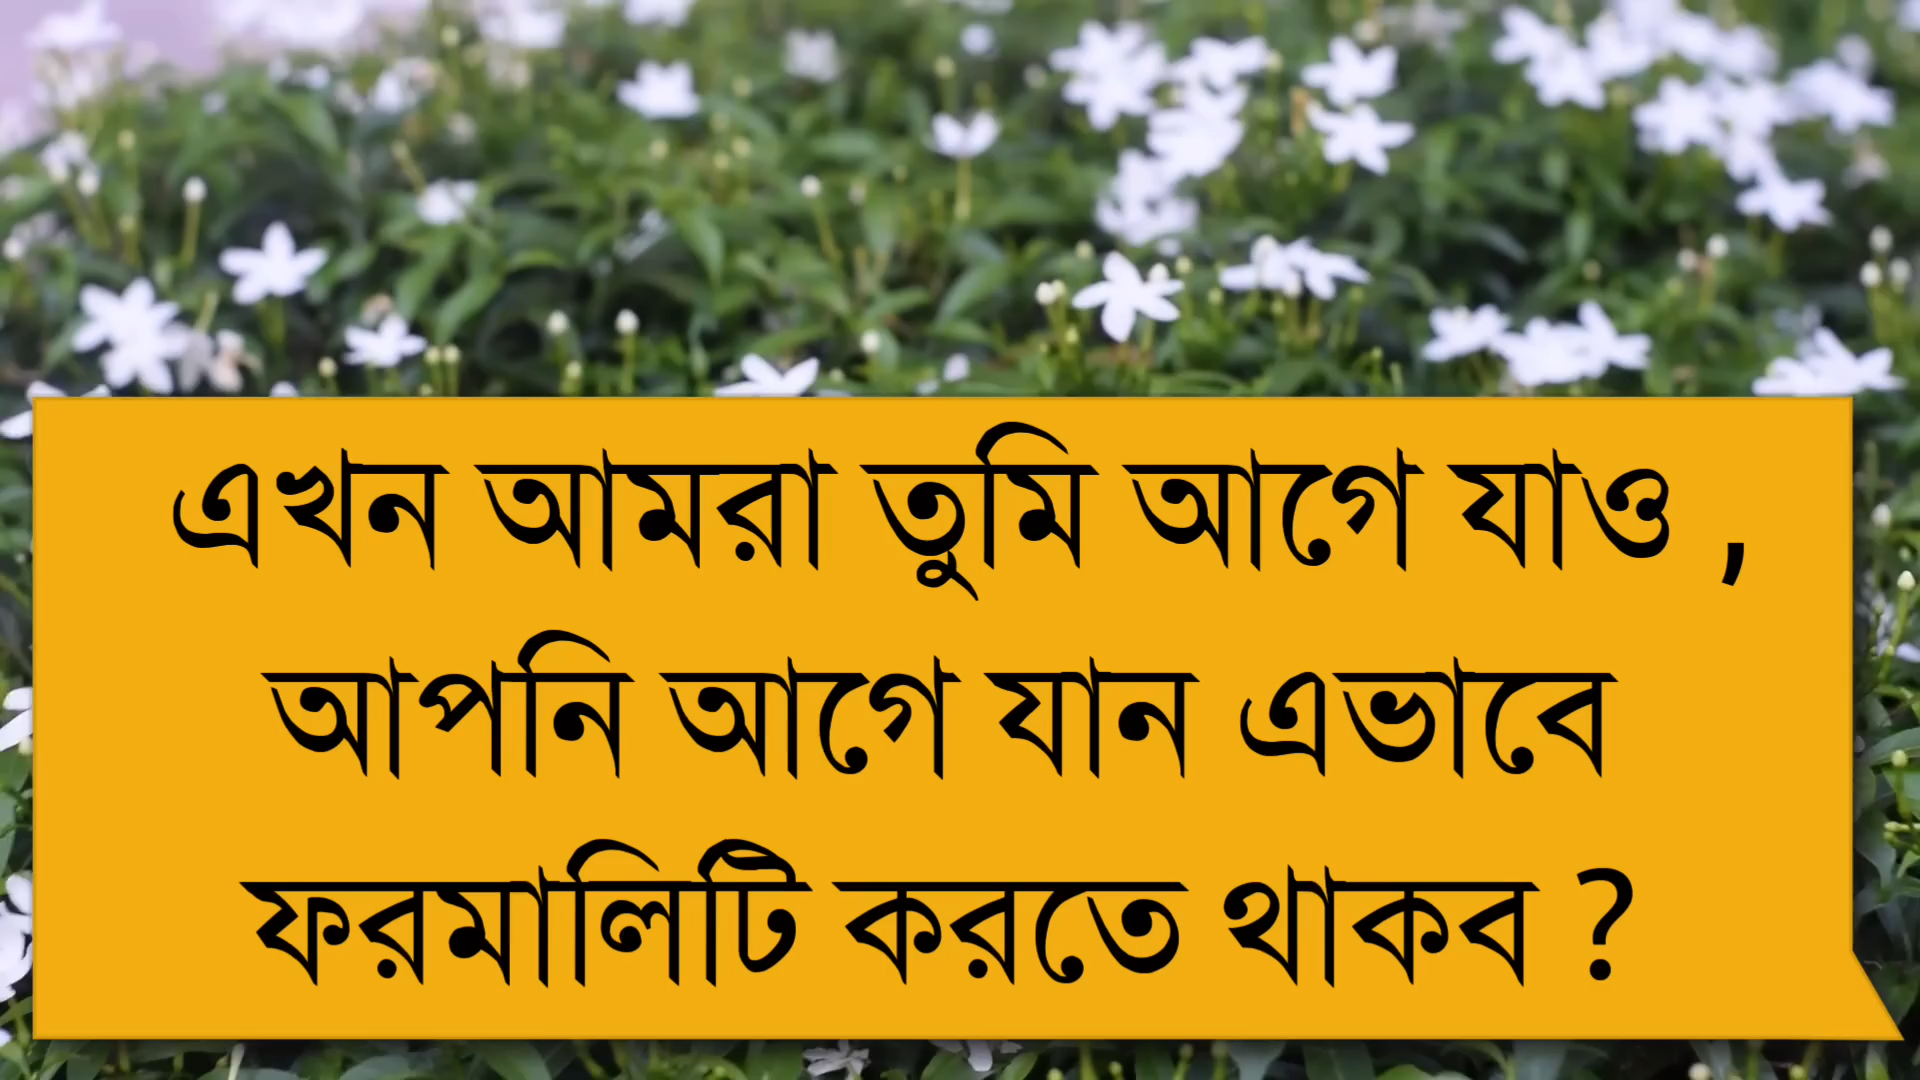 এখন আমরা তুমি আগে যাও ,
আপনি আগে যান এভাবে
ফরমালিটি করতে থাকব ?